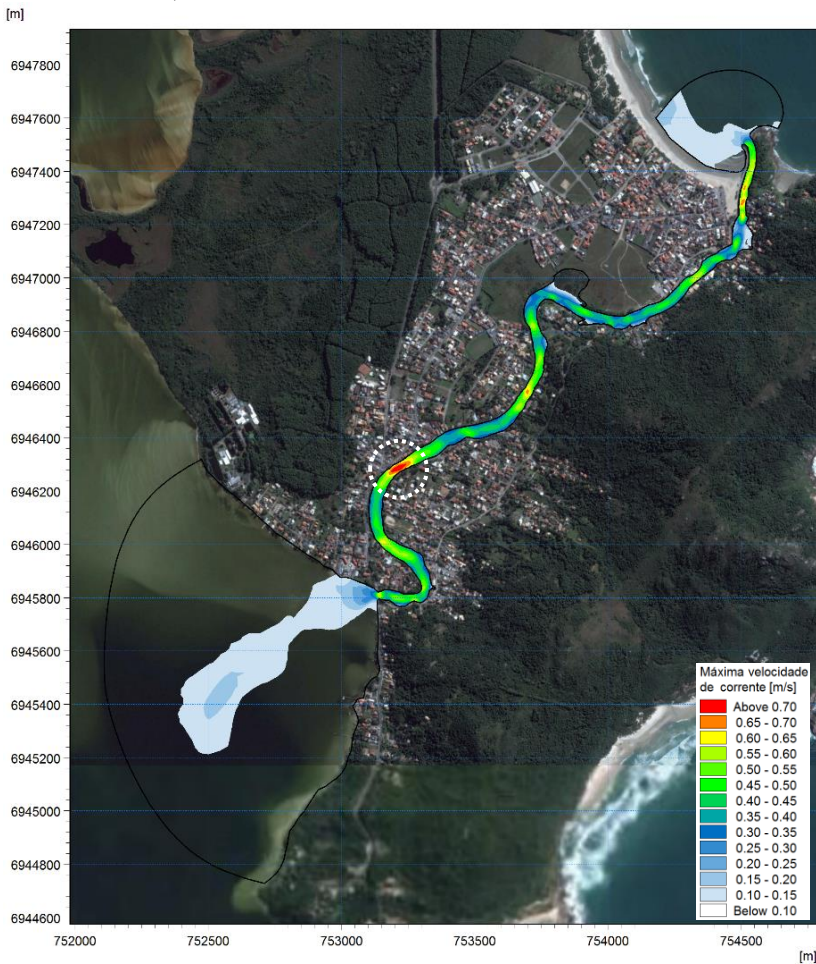 [m]
6947800
6947600
6947400
6947200
6947000
6946800
6946600
6946400
6946200
6946000
6945800
6945600
6945400
6945200
6945000
6944800
6944600
752000 752500 753000 753500 754000 754500
[m]
Máxima velocidade
de corrente [m/s]
Above 0.70
0.65 - 0.70
0.60 - 0.65
0.55 - 0.60
0.50 - 0.55
0.45 - 0.50
0.40 - 0.45
0.35 - 0.40
0.30 - 0.35
0.25 - 0.30
0.20 - 0.25
0.15 - 0.20
0.10 - 0.15
Below 0.10